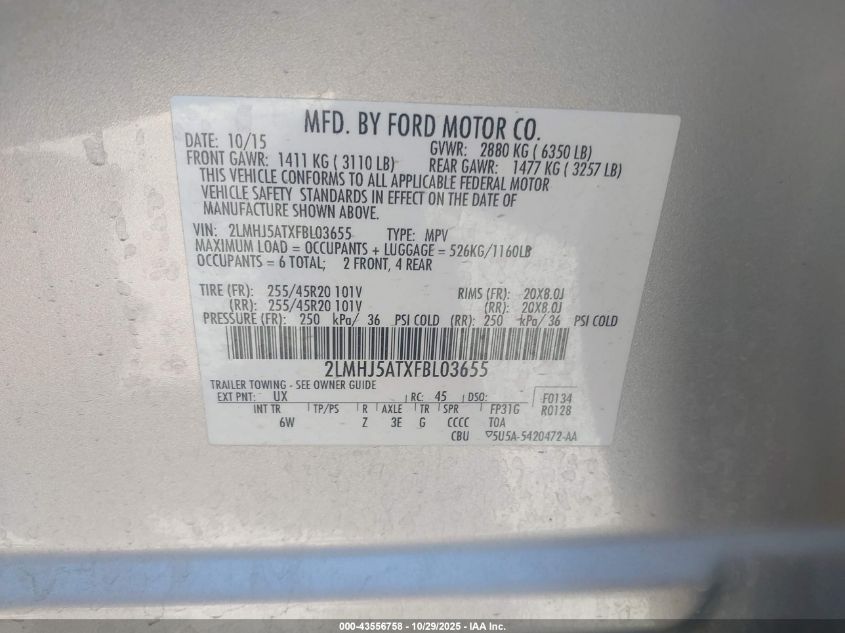 MFD. BY FORD MOTOR CO.
DATE: 10/15 GVWR: 2880 KG ( 6350 LB)
FRONT GAWR: 1411 KG ( 3110 LB) REAR GAWR: 1477 KG ( 3257 LB)
THIS VEHICLE CONFORMS TO ALL APPLICABLE FEDERAL MOTOR
VEHICLE SAFETY STANDARDS IN EFFECT ON THE DATE OF
MANUFACTURE SHOWN ABOVE.
VIN: 2LMHJ5ATXFBL03655 TYPE: MPV
MAXIMUM LOAD = OCCUPANTS + LUGGAGE = 526KG/1160LB
OCCUPANTS = 6 TOTAL; 2 FRONT, 4 REAR
TIRE (FR): 255/45R20 101V RIMS (FR): 20X8.0J
(RR): 255/45R20 101V (RR): 20X8.0J
PRESSURE (FR): 250 kPa/ 36 PSI COLD (RR): 250 kPa/ 36 PSI COLD
2LMHJ5ATXFBL03655
TRAILER TOWING - SEE OWNER GUIDE
EXT PNT: UX RC: 45 DSO: F0134
INT TR TP/PS R AXLE TR SPR FP31G R0128
6W Z 3E G CCCC TOA
CBU ▽5U5A-5420472-AA
000-43556758 - 10/29/2025 - IAA Inc.